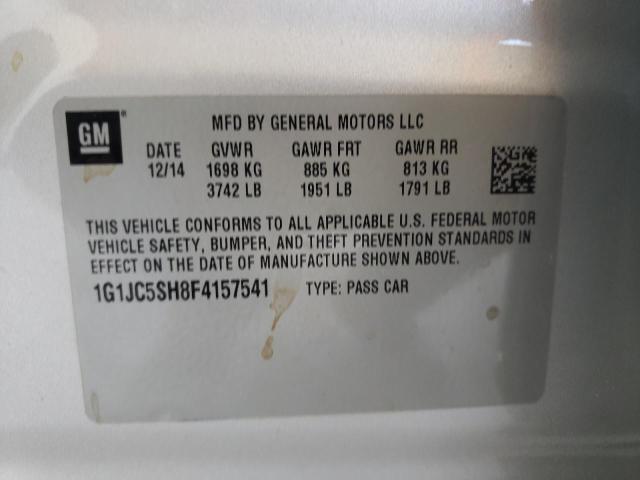 GM®
MFD BY GENERAL MOTORS LLC
DATE GVWR GAWR FRT GAWR RR
12/14 1698 KG 885 KG 813 KG
3742 LB 1951 LB 1791 LB
THIS VEHICLE CONFORMS TO ALL APPLICABLE U.S. FEDERAL MOTOR
VEHICLE SAFETY, BUMPER, AND THEFT PREVENTION STANDARDS IN
EFFECT ON THE DATE OF MANUFACTURE SHOWN ABOVE.
1G1JC5SH8F4157541 TYPE: PASS CAR